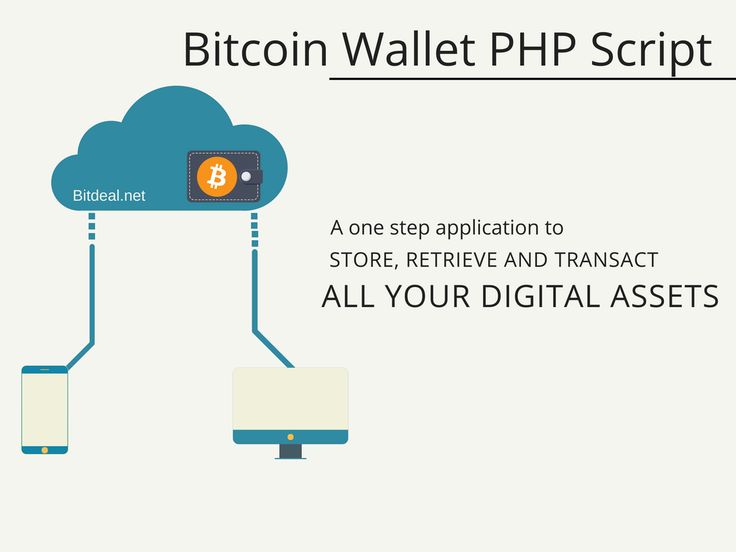 Bitcoin Wallet PHP Script
Bitdeal.net
A one step application to
STORE, RETRIEVE AND TRANSACT
ALL YOUR DIGITAL ASSETS